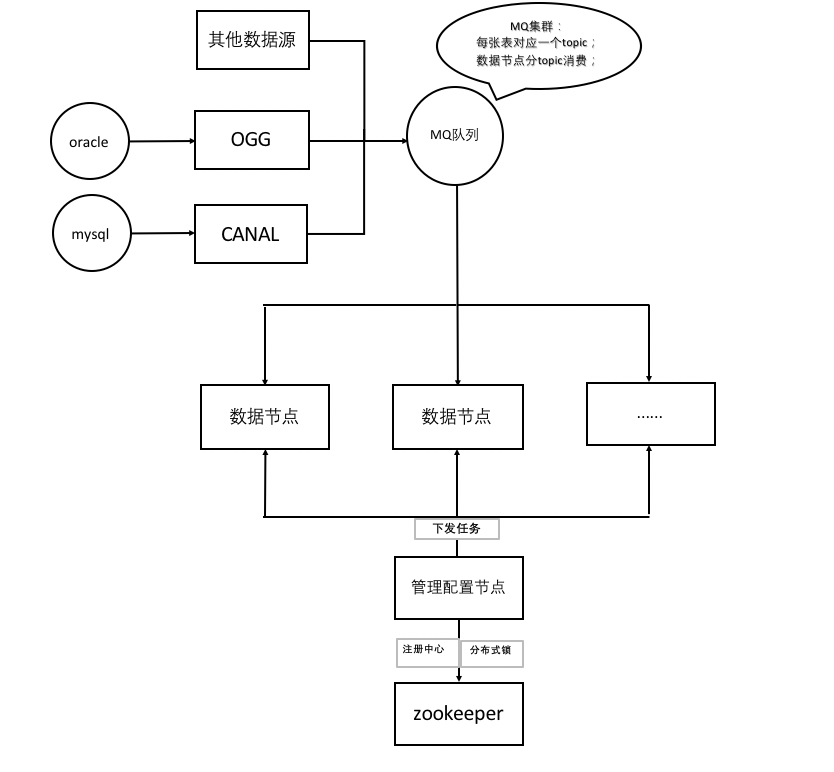 其他数据源
MQ集群：
每张表对应一个topic；
数据节点分topic消费；
oracle
OGG
MQ队列
mysql
CANAL
数据节点
数据节点
......
下发任务
管理配置节点
注册中心
分布式锁
zookeeper